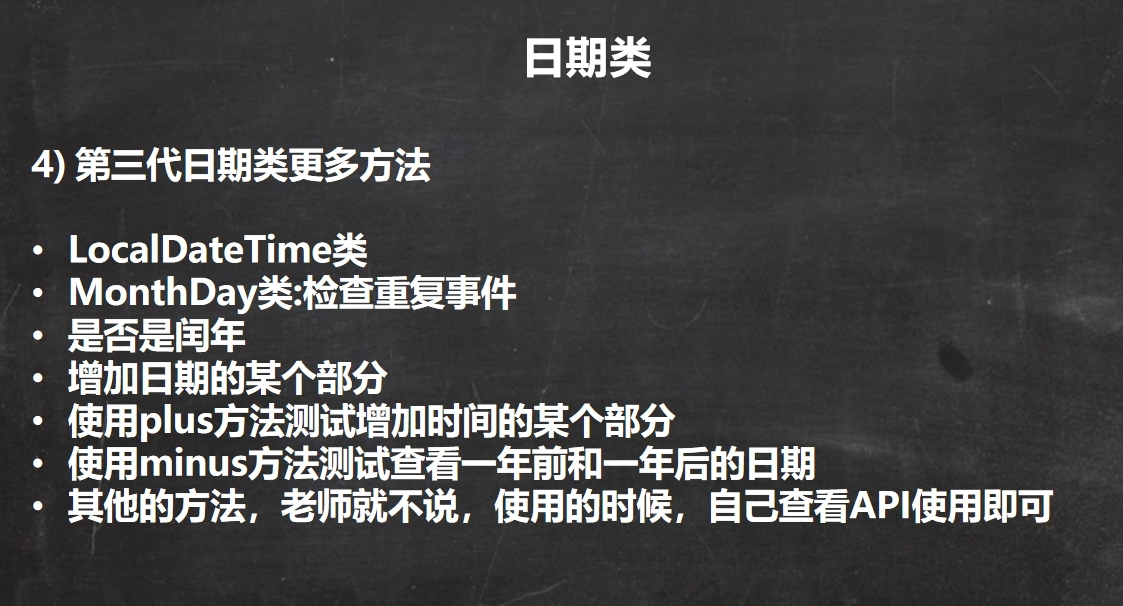 日期类
4) 第三代日期类更多方法
• LocalDateTime类
• MonthDay类:检查重复事件
• 是否是闰年
• 增加日期的某个部分
• 使用plus方法测试增加时间的某个部分
• 使用minus方法测试查看一年前和一年后的日期
• 其他的方法，老师就不说，使用的时候，自己查看API使用即可